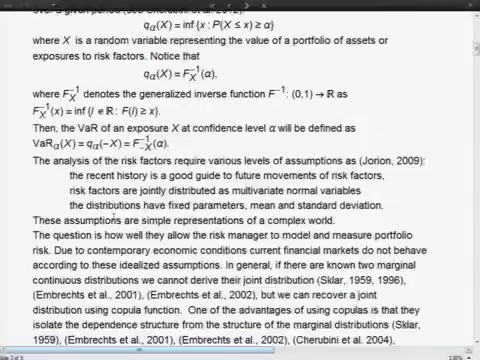 over a given period (see Cherubini et al. 2012):
qα(X) = inf{x : P(X ≤ x) ≥ α}
where X is a random variable representing the value of a portfolio of assets or
exposures to risk factors. Notice that
qα(X) = F_X^-1(α),
where F_X^-1 denotes the generalized inverse function F^-1: (0,1) → ℝ as
F_X^-1(x) = inf{l ∈ ℝ : F(l) ≥ x}.
Then, the VaR of an exposure X at confidence level α will be defined as
VaRα(X) = qα(-X) = F_-X^-1(α).
The analysis of the risk factors require various levels of assumptions as (Jorion, 2009):
the recent history is a good guide to future movements of risk factors,
risk factors are jointly distributed as multivariate normal variables
the distributions have fixed parameters, mean and standard deviation.
These assumptions are simple representations of a complex world.
The question is how well they allow the risk manager to model and measure portfolio
risk. Due to contemporary economic conditions current financial markets do not behave
according to these idealized assumptions. In general, if there are known two marginal
continuous distributions we cannot derive their joint distribution (Sklar, 1959, 1996),
(Embrechts et al., 2001), (Embrechts et al., 2002), but we can recover a joint
distribution using copula function. One of the advantages of using copulas is that they
isolate the dependence structure from the structure of the marginal distributions (Sklar,
1959), (Embrechts et al., 2001), (Embrechts et al., 2002), (Cherubini et al. 2004),